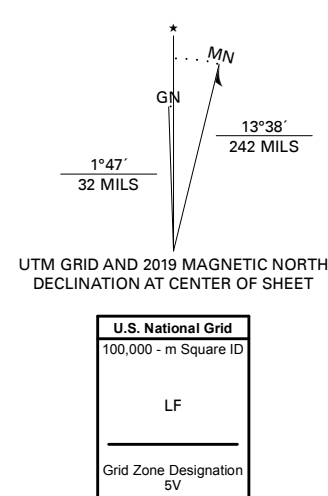 ★
MN
GN
13°38´
242 MILS
1°47´
32 MILS
UTM GRID AND 2019 MAGNETIC NORTH
DECLINATION AT CENTER OF SHEET
U.S. National Grid
100,000 - m Square ID
LF
Grid Zone Designation
5V